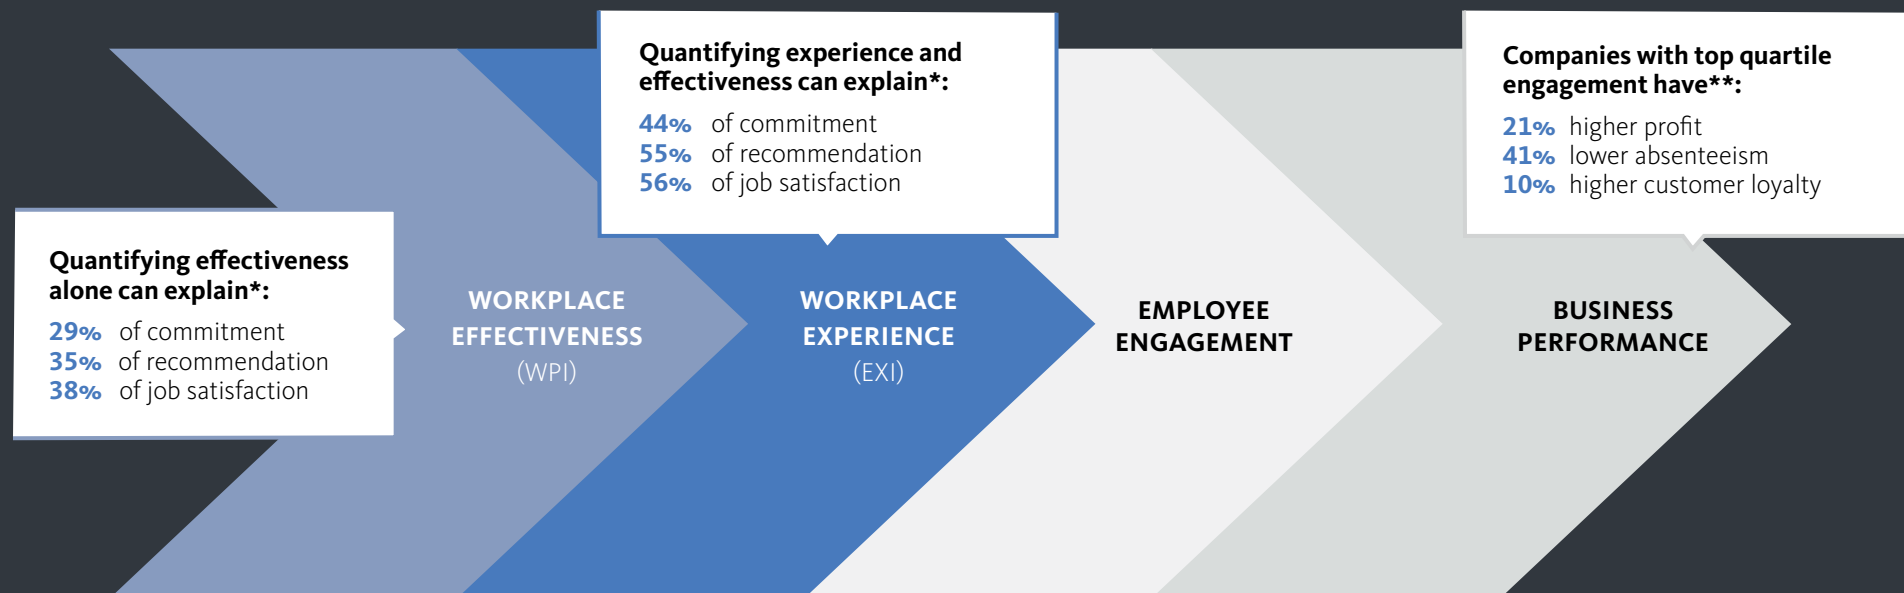 Quantifying effectiveness
alone can explain*:
29% of commitment
35% of recommendation
38% of job satisfaction
WORKPLACE
EFFECTIVENESS
(WPI)
Quantifying experience and
effectiveness can explain*:
44% of commitment
55% of recommendation
56% of job satisfaction
WORKPLACE
EXPERIENCE
(EXI)
EMPLOYEE
ENGAGEMENT
Companies with top quartile
engagement have**:
21% higher profit
41% lower absenteeism
10% higher customer loyalty
BUSINESS
PERFORMANCE